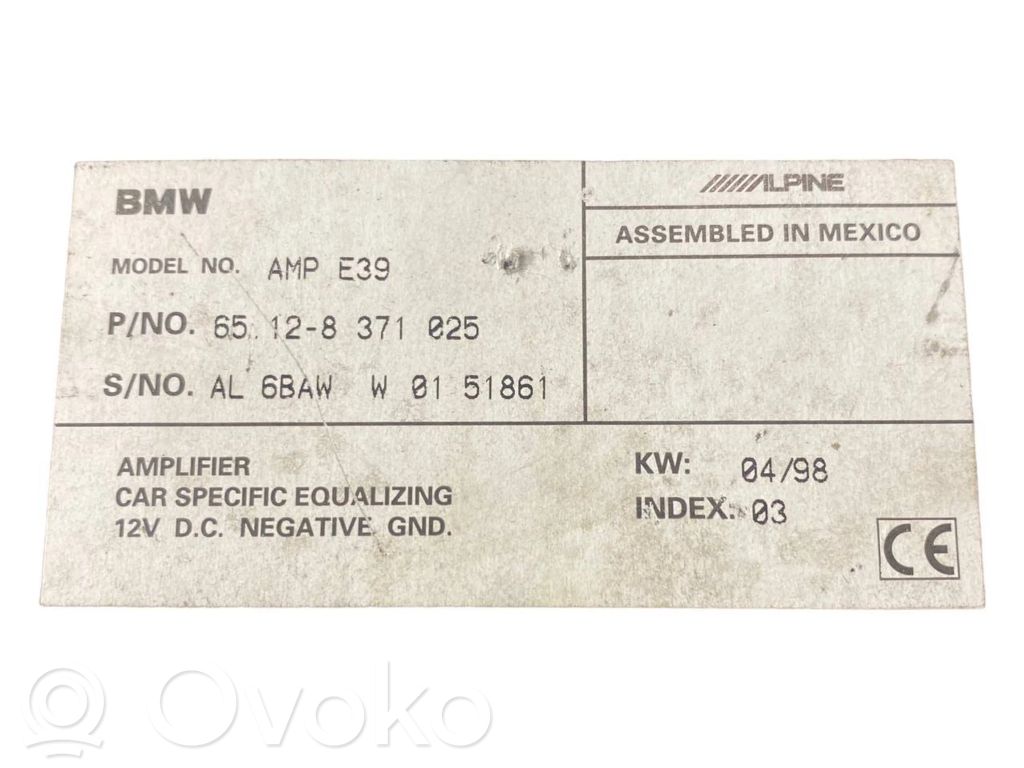 BMW
MODEL NO. AMP E39
P/NO. 65.12-8 371 025
S/NO. AL 6BAW W 01 51861
ALPINE
ASSEMBLED IN MEXICO
AMPLIFIER
CAR SPECIFIC EQUALIZING
12V D.C. NEGATIVE GND.
KW: 04/98
INDEX: 03
CE
Ovoko